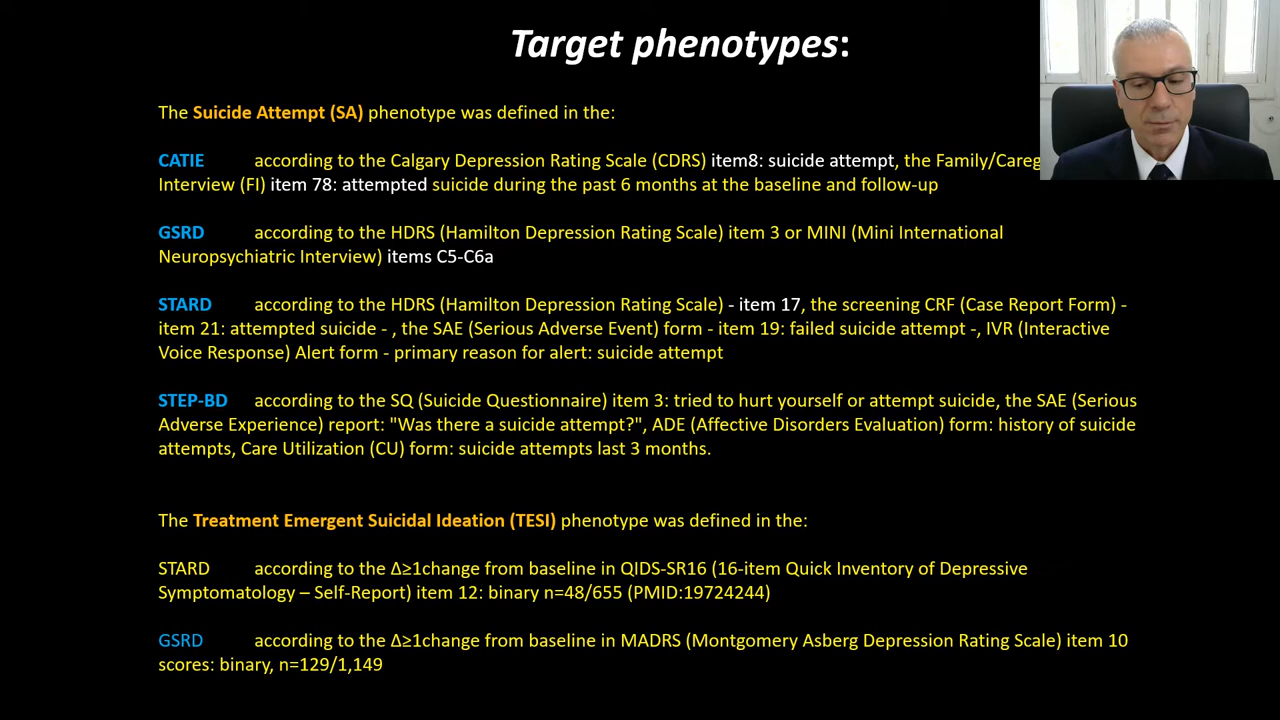 Target phenotypes:
The Suicide Attempt (SA) phenotype was defined in the:
CATIE according to the Calgary Depression Rating Scale (CDRS) item8: suicide attempt, the Family/Careg
Interview (FI) item 78: attempted suicide during the past 6 months at the baseline and follow-up
GSRD according to the HDRS (Hamilton Depression Rating Scale) item 3 or MINI (Mini International
Neuropsychiatric Interview) items C5-C6a
STARD according to the HDRS (Hamilton Depression Rating Scale) - item 17, the screening CRF (Case Report Form) -
item 21: attempted suicide - , the SAE (Serious Adverse Event) form - item 19: failed suicide attempt -, IVR (Interactive
Voice Response) Alert form - primary reason for alert: suicide attempt
STEP-BD according to the SQ (Suicide Questionnaire) item 3: tried to hurt yourself or attempt suicide, the SAE (Serious
Adverse Experience) report: "Was there a suicide attempt?", ADE (Affective Disorders Evaluation) form: history of suicide
attempts, Care Utilization (CU) form: suicide attempts last 3 months.
The Treatment Emergent Suicidal Ideation (TESI) phenotype was defined in the:
STARD according to the Δ≥1change from baseline in QIDS-SR16 (16-item Quick Inventory of Depressive
Symptomatology – Self-Report) item 12: binary n=48/655 (PMID:19724244)
GSRD according to the Δ≥1change from baseline in MADRS (Montgomery Asberg Depression Rating Scale) item 10
scores: binary, n=129/1,149